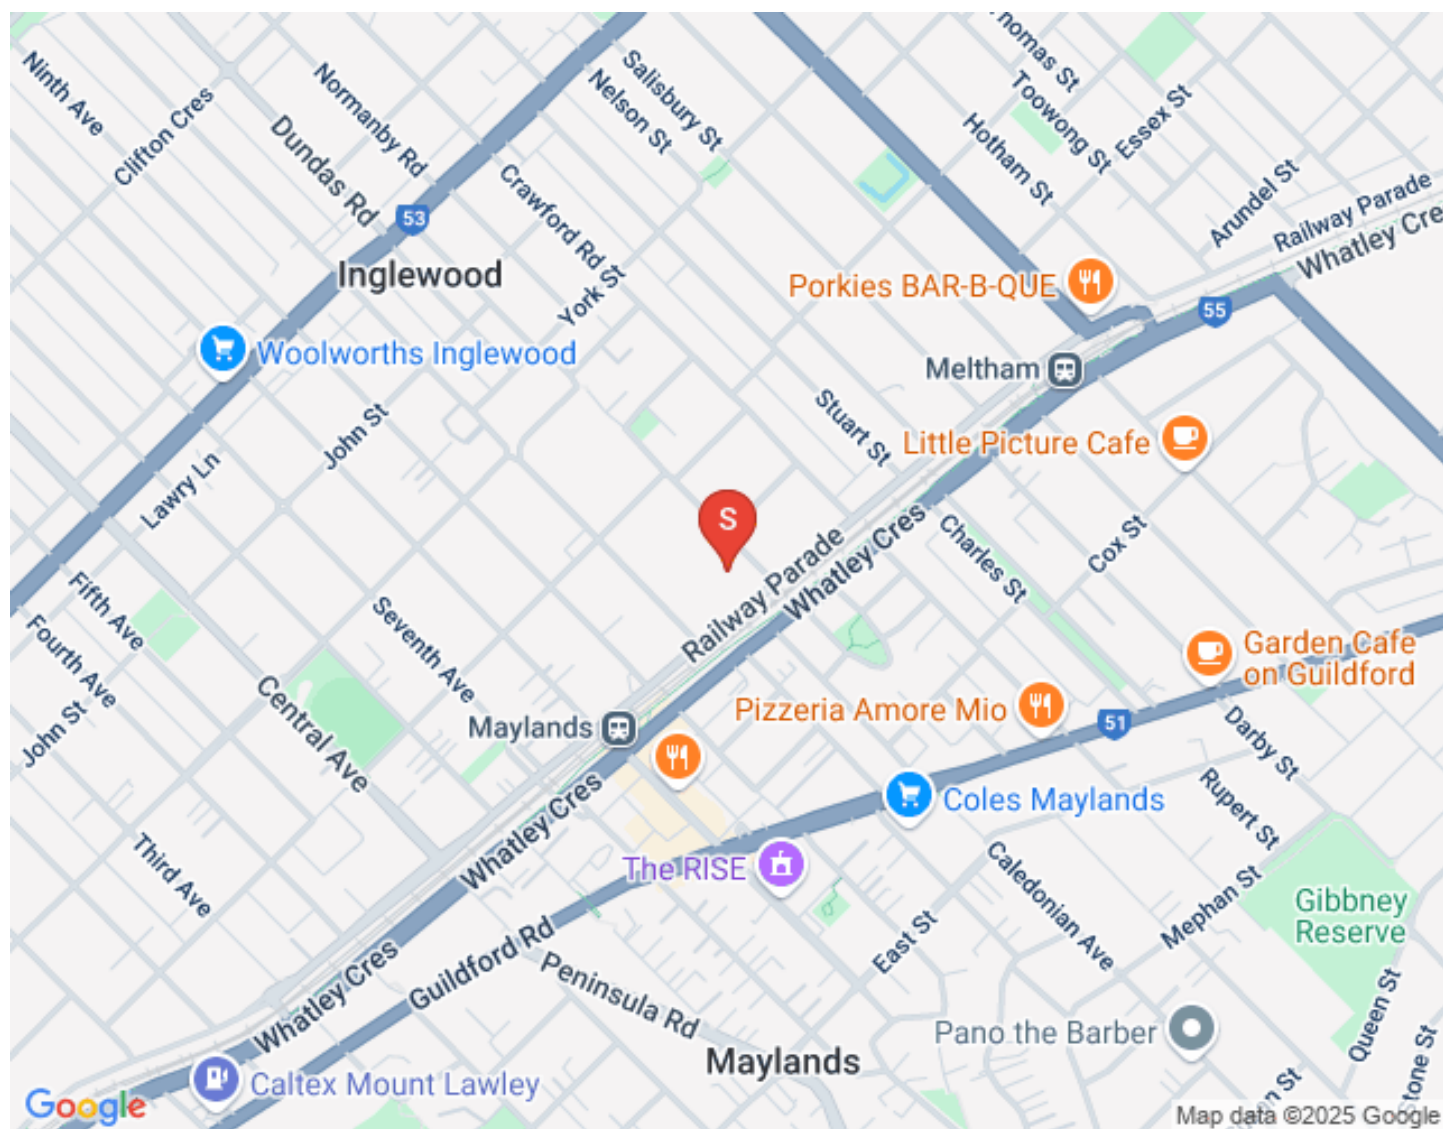 Ninth Ave
Clifton Cres
Normanby Rd
Dundas Rd
Nelson St
Salisbury St
Thomas St
Toowong St
Essex St
Hotham St
Arundel St
Railway Parade
Whatley Cre
53
Crawford Rd
Inglewood
York St
Porkies BAR-B-QUE
55
Woolworths Inglewood
Meltham
John St
Stuart St
Little Picture Cafe
Lawry Ln
S
Railway Parade
Whatley Cres
Charles St
Cox St
Fifth Ave
Fourth Ave
John St
Seventh Ave
Central Ave
Garden Cafe
on Guildford
Maylands
Pizzeria Amore Mio
51
Darby St
Rupert St
Coles Maylands
Third Ave
Whatley Cres
The RISE
Caledonian Ave
Mephan St
Gibbney
Reserve
East St
Whatley Cres
Guildford Rd
Peninsula Rd
Pano the Barber
Queen St
Maylands
Caltex Mount Lawley
Google
stone St
St
Map data ©2025 Google